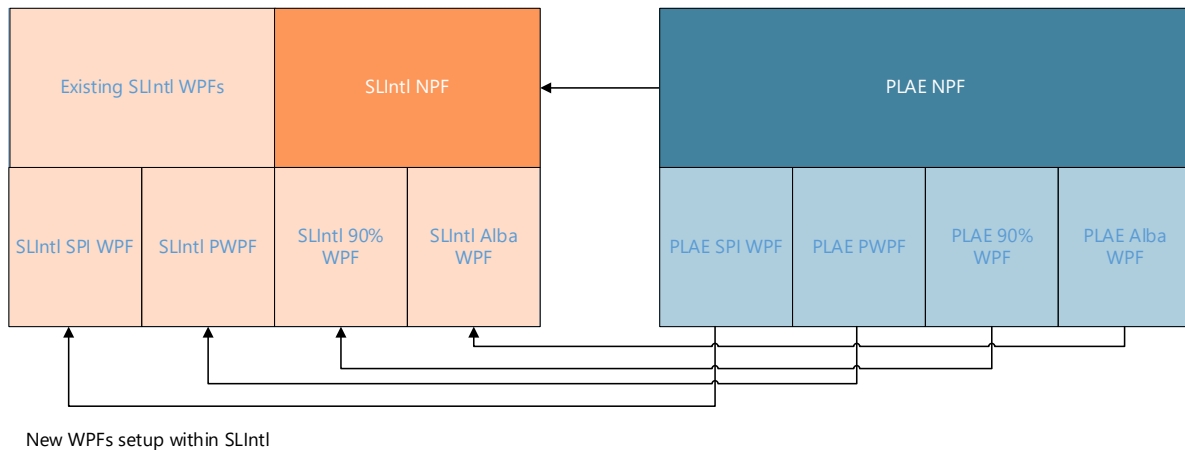 Existing SLIntl WPFs
SLIntl NPF
PLAE NPF
SLIntl SPI WPF
SLIntl PWPF
SLIntl 90%
WPF
SLIntl Alba
WPF
PLAE SPI WPF
PLAE PWPF
PLAE 90%
WPF
PLAE Alba
WPF
New WPFs setup within SLIntl